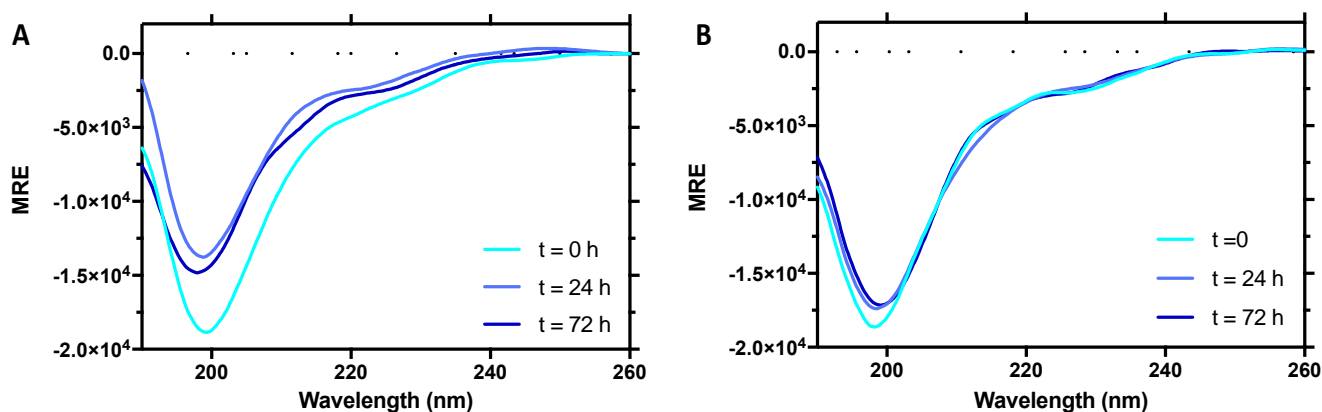 A
MRE
0.0
-5.0×10³
-1.0×10⁴
-1.5×10⁴
-2.0×10⁴
t = 0 h
t = 24 h
t = 72 h
200 220 240 260
Wavelength (nm)
B
MRE
0.0
-5.0×10³
-1.0×10⁴
-1.5×10⁴
-2.0×10⁴
t =0
t = 24 h
t = 72 h
200 220 240 260
Wavelength (nm)